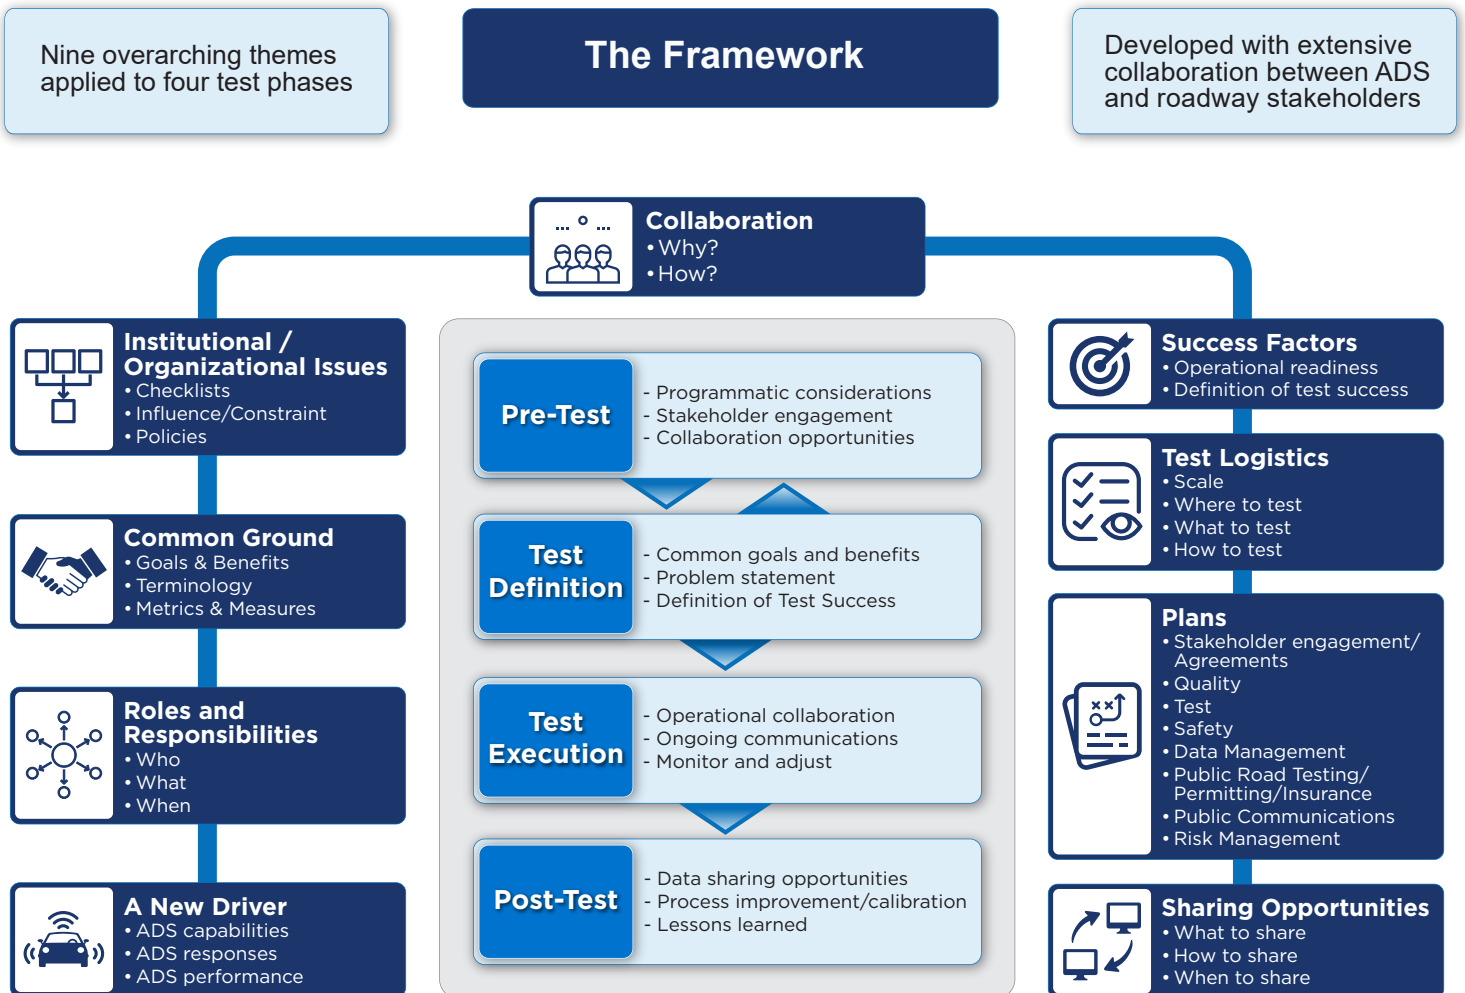 Nine overarching themes
applied to four test phases
The Framework
Developed with extensive
collaboration between ADS
and roadway stakeholders
Collaboration
• Why?
• How?
Institutional /
Organizational Issues
• Checklists
• Influence/Constraint
• Policies
Common Ground
• Goals & Benefits
• Terminology
• Metrics & Measures
Roles and
Responsibilities
• Who
• What
• When
A New Driver
• ADS capabilities
• ADS responses
• ADS performance
Pre-Test
- Programmatic considerations
- Stakeholder engagement
- Collaboration opportunities
Test
Definition
- Common goals and benefits
- Problem statement
- Definition of Test Success
Test
Execution
- Operational collaboration
- Ongoing communications
- Monitor and adjust
Post-Test
- Data sharing opportunities
- Process improvement/calibration
- Lessons learned
Success Factors
• Operational readiness
• Definition of test success
Test Logistics
• Scale
• Where to test
• What to test
• How to test
Plans
• Stakeholder engagement/
Agreements
• Quality
• Test
• Safety
• Data Management
• Public Road Testing/
Permitting/Insurance
• Public Communications
• Risk Management
Sharing Opportunities
• What to share
• How to share
• When to share